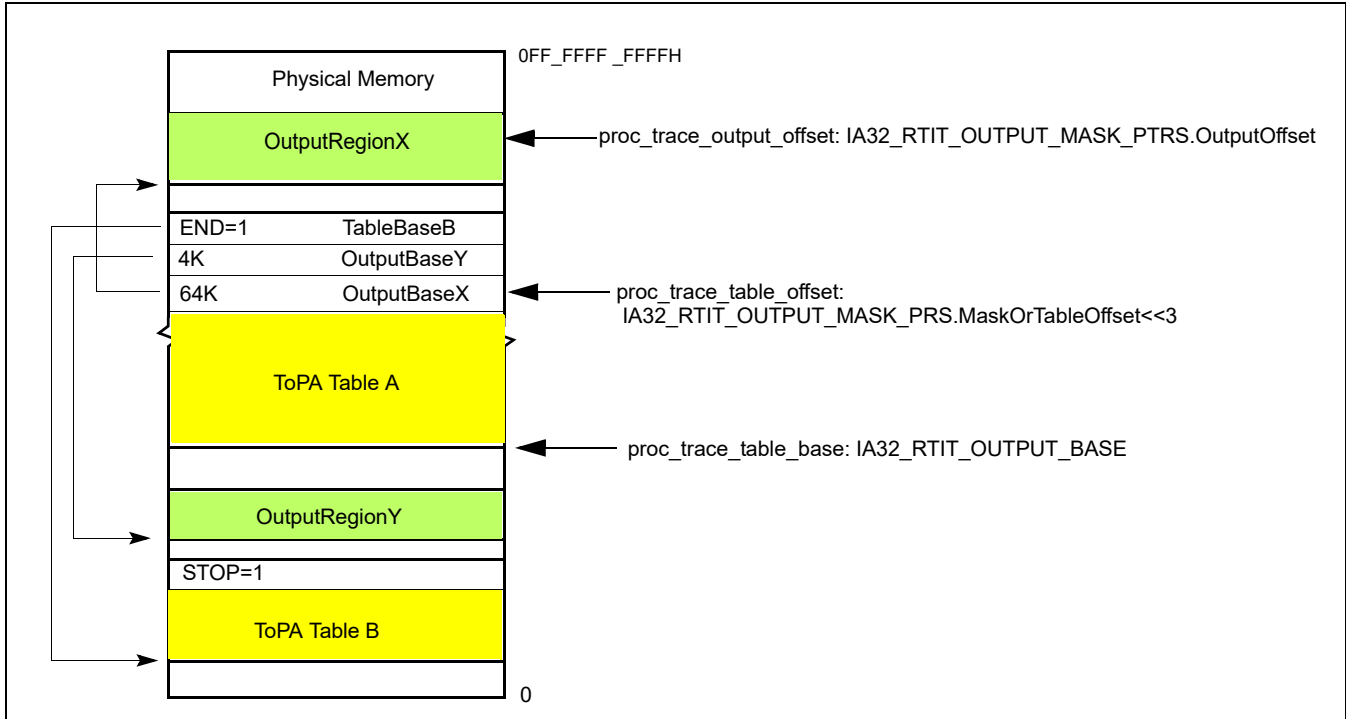 0FF_FFFF _FFFFH
Physical Memory
OutputRegionX
proc_trace_output_offset: IA32_RTIT_OUTPUT_MASK_PTRS.OutputOffset
END=1 TableBaseB
4K OutputBaseY
64K OutputBaseX
proc_trace_table_offset:
IA32_RTIT_OUTPUT_MASK_PRS.MaskOrTableOffset<<3
ToPA Table A
proc_trace_table_base: IA32_RTIT_OUTPUT_BASE
OutputRegionY
STOP=1
ToPA Table B
0